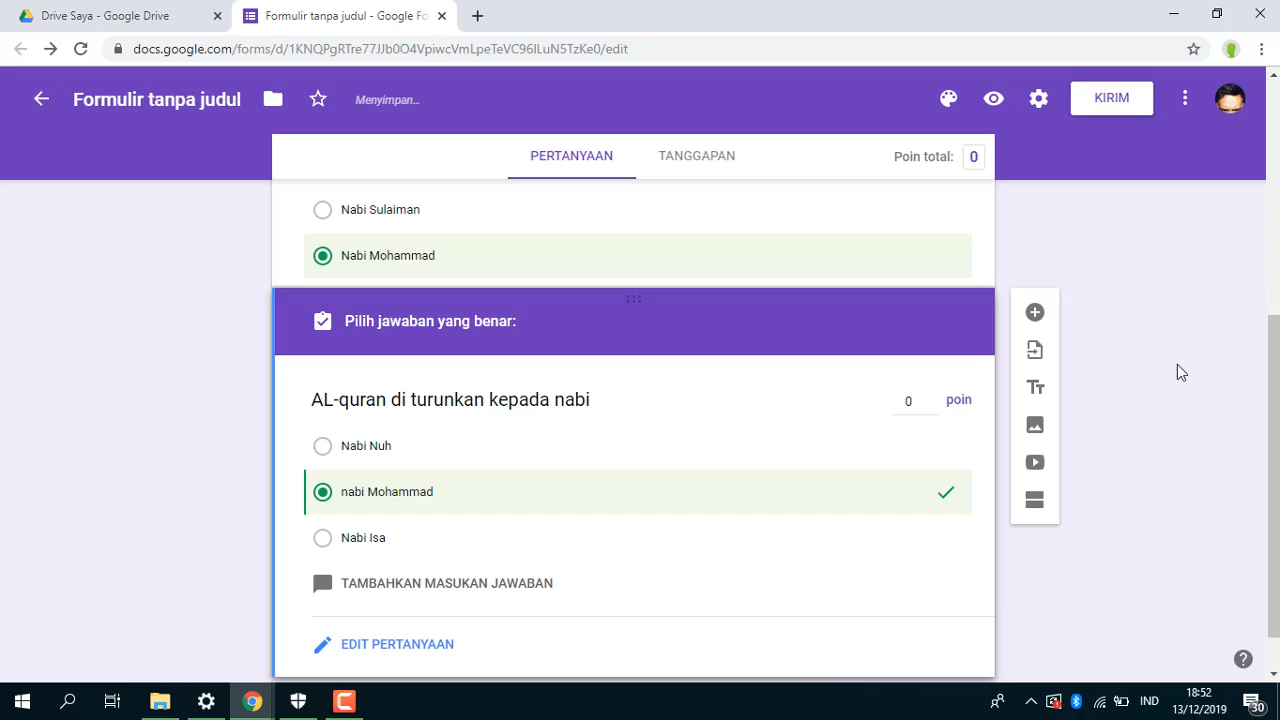 Drive Saya - Google Drive
Formulir tanpa judul - Google Fo
docs.google.com/forms/d/1KNQPgRTre77JJb0O4VpiwcVmLpeTeVC96ILuN5TzKe0/edit
Formulir tanpa judul
Menyimpan...
KIRIM
PERTANYAAN
TANGGAPAN
Poin total: 0
Nabi Sulaiman
Nabi Mohammad
Pilih jawaban yang benar:
AL-quran di turunkan kepada nabi
0 poin
Nabi Nuh
nabi Mohammad
Nabi Isa
TAMBAHKAN MASUKAN JAWABAN
EDIT PERTANYAAN
IND
18:52
13/12/2019
30